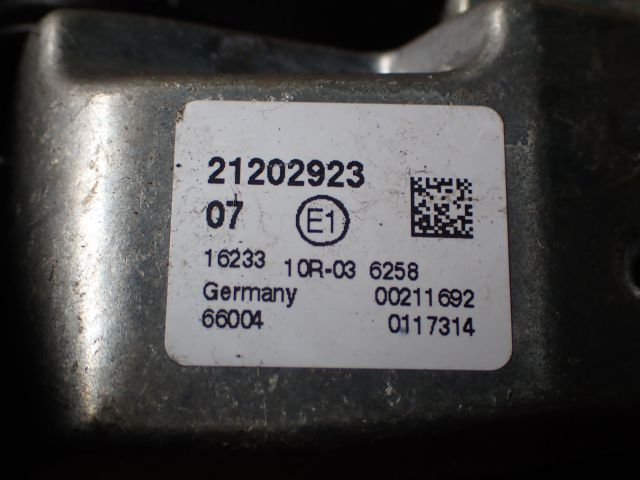 21202923
07 E1
16233 10R-03 6258
Germany 00211692
66004 0117314